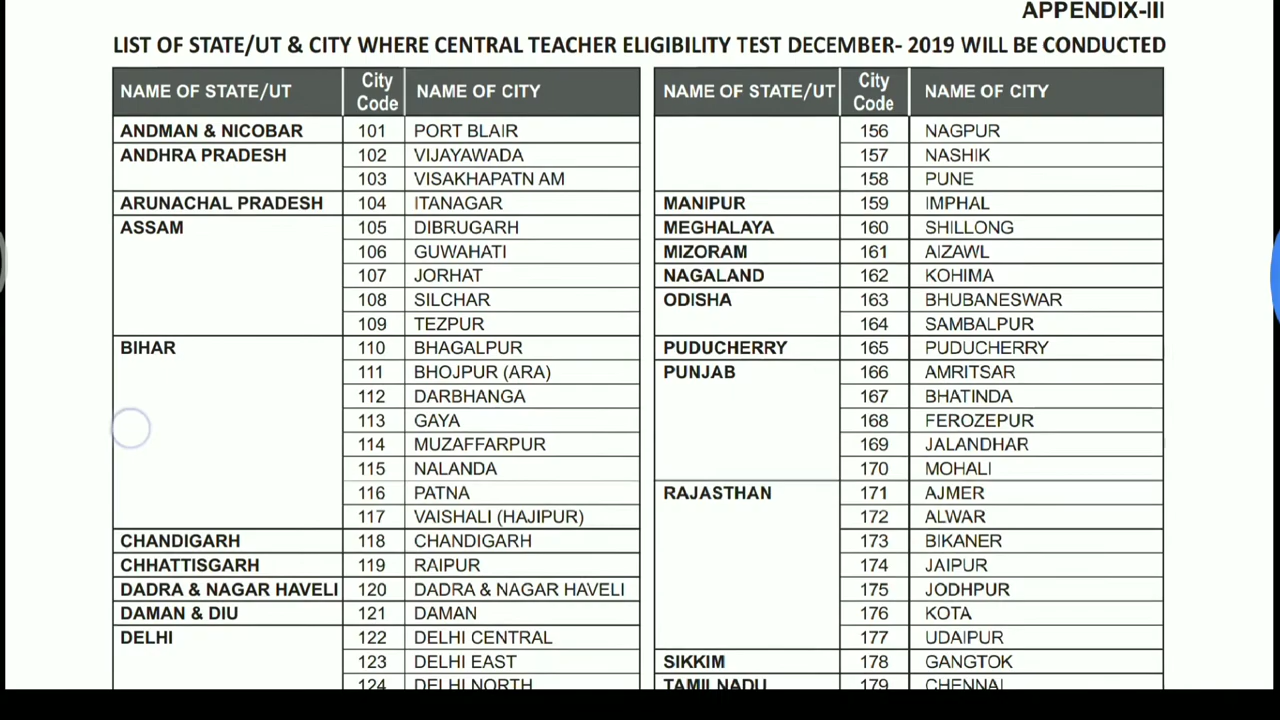 APPENDIX-III
LIST OF STATE/UT & CITY WHERE CENTRAL TEACHER ELIGIBILITY TEST DECEMBER- 2019 WILL BE CONDUCTED
NAME OF STATE/UT City Code NAME OF CITY
ANDMAN & NICOBAR 101 PORT BLAIR
ANDHRA PRADESH 102 VIJAYAWADA
103 VISAKHAPATN AM
ARUNACHAL PRADESH 104 ITANAGAR
ASSAM 105 DIBRUGARH
106 GUWAHATI
107 JORHAT
108 SILCHAR
109 TEZPUR
BIHAR 110 BHAGALPUR
111 BHOJPUR (ARA)
112 DARBHANGA
113 GAYA
114 MUZAFFARPUR
115 NALANDA
116 PATNA
117 VAISHALI (HAJIPUR)
CHANDIGARH 118 CHANDIGARH
CHHATTISGARH 119 RAIPUR
DADRA & NAGAR HAVELI 120 DADRA & NAGAR HAVELI
DAMAN & DIU 121 DAMAN
DELHI 122 DELHI CENTRAL
123 DELHI EAST
124 DELHI NORTH
NAME OF STATE/UT City Code NAME OF CITY
156 NAGPUR
157 NASHIK
158 PUNE
MANIPUR 159 IMPHAL
MEGHALAYA 160 SHILLONG
MIZORAM 161 AIZAWL
NAGALAND 162 KOHIMA
ODISHA 163 BHUBANESWAR
164 SAMBALPUR
PUDUCHERRY 165 PUDUCHERRY
PUNJAB 166 AMRITSAR
167 BHATINDA
168 FEROZEPUR
169 JALANDHAR
170 MOHALI
RAJASTHAN 171 AJMER
172 ALWAR
173 BIKANER
174 JAIPUR
175 JODHPUR
176 KOTA
177 UDAIPUR
SIKKIM 178 GANGTOK
TAMILNADU 179 CHENNAI